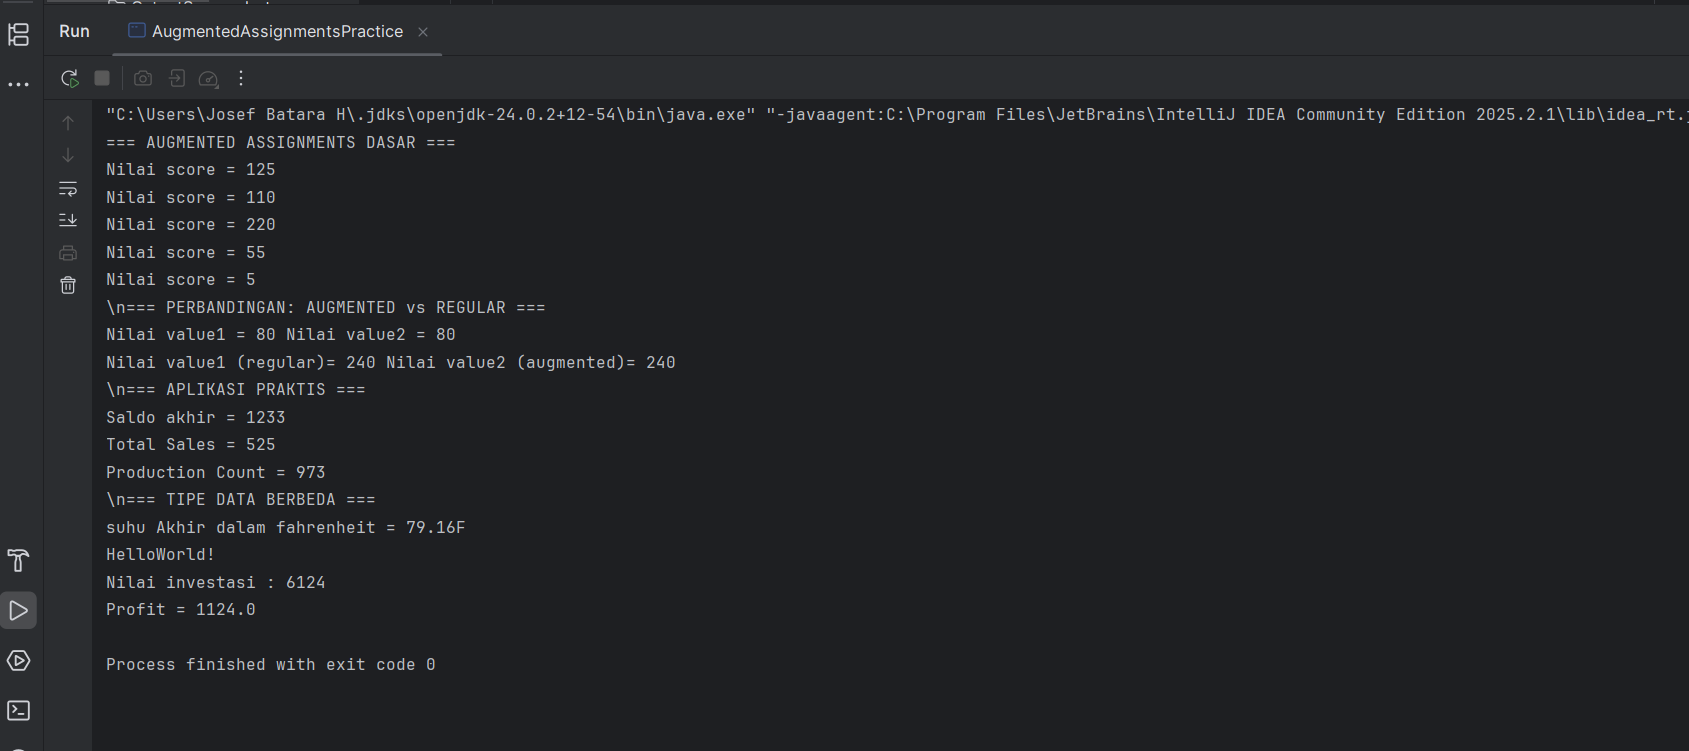 Run AugmentedAssignmentsPractice
"C:\Users\Josef Batara H\.jdks\openjdk-24.0.2+12-54\bin\java.exe" "-javaagent:C:\Program Files\JetBrains\IntelliJ IDEA Community Edition 2025.2.1\lib\idea_rt.j
=== AUGMENTED ASSIGNMENTS DASAR ===
Nilai score = 125
Nilai score = 110
Nilai score = 220
Nilai score = 55
Nilai score = 5
\n=== PERBANDINGAN: AUGMENTED vs REGULAR ===
Nilai value1 = 80 Nilai value2 = 80
Nilai value1 (regular)= 240 Nilai value2 (augmented)= 240
\n=== APLIKASI PRAKTIS ===
Saldo akhir = 1233
Total Sales = 525
Production Count = 973
\n=== TIPE DATA BERBEDA ===
suhu Akhir dalam fahrenheit = 79.16F
HelloWorld!
Nilai investasi : 6124
Profit = 1124.0
Process finished with exit code 0